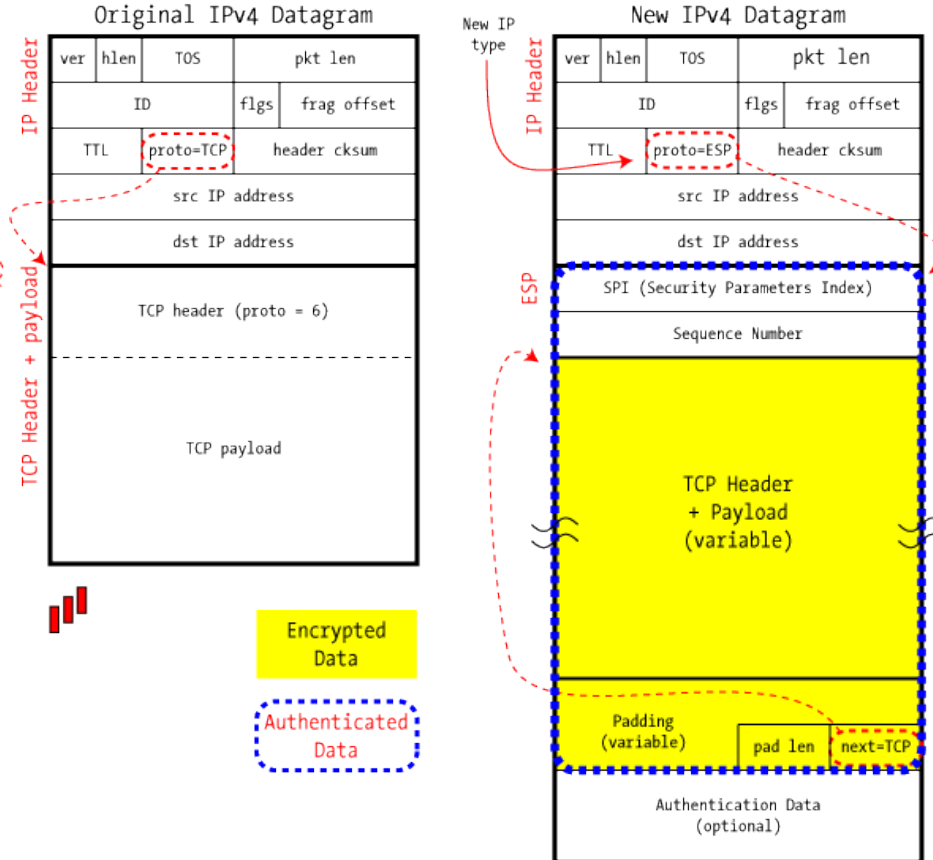 Original IPv4 Datagram
IP Header
ver hlen TOS pkt len
ID flgs frag offset
TTL proto=TCP header cksum
src IP address
dst IP address
TCP Header + payload
TCP header (proto = 6)
TCP payload
Encrypted
Data
Authenticated
Data
New IPv4 Datagram
New IP
type
IP Header
ver hlen TOS pkt len
ID flgs frag offset
TTL proto=ESP header cksum
src IP address
dst IP address
ESP
SPI (Security Parameters Index)
Sequence Number
TCP Header
+ Payload
(variable)
Padding
(variable)
pad len next=TCP
Authentication Data
(optional)